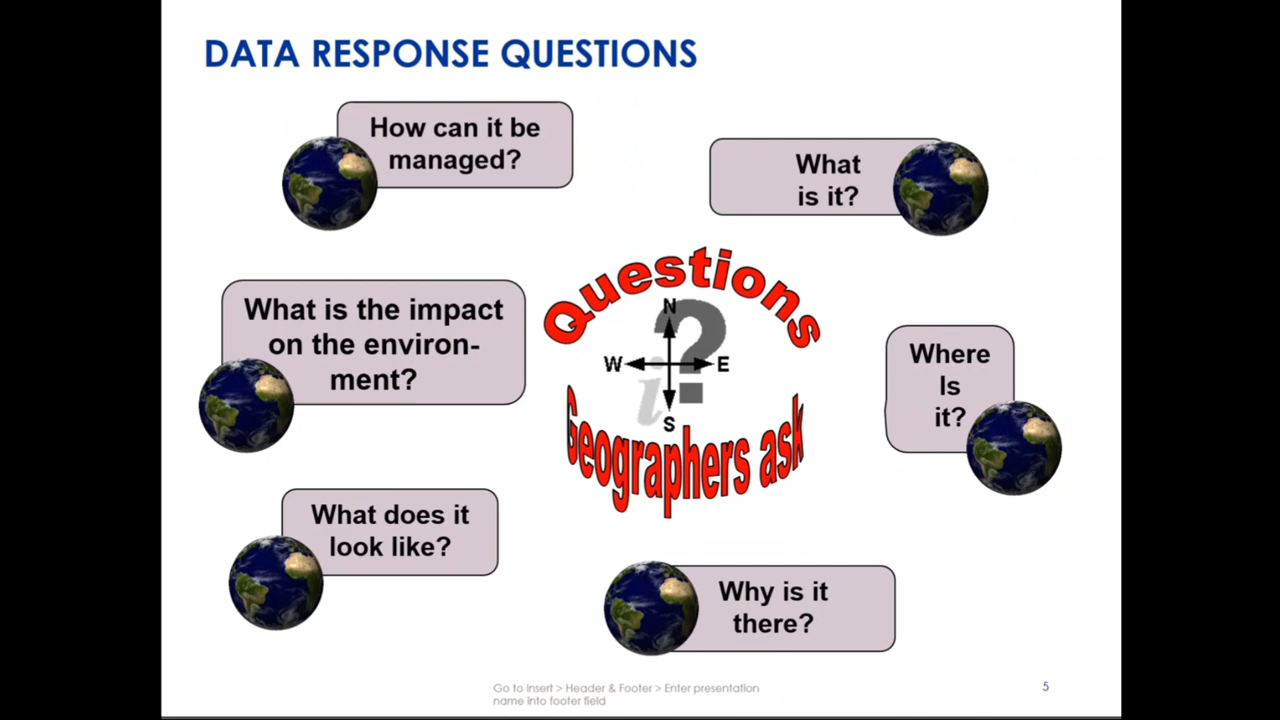 DATA RESPONSE QUESTIONS
How can it be
managed?
What
is it?
What is the impact
on the environ-
ment?
Questions
N
W
E
S
i
?
Geographers ask
Where
Is
it?
What does it
look like?
Why is it
there?
Go to Insert > Header & Footer > Enter presentation
name into footer field
5